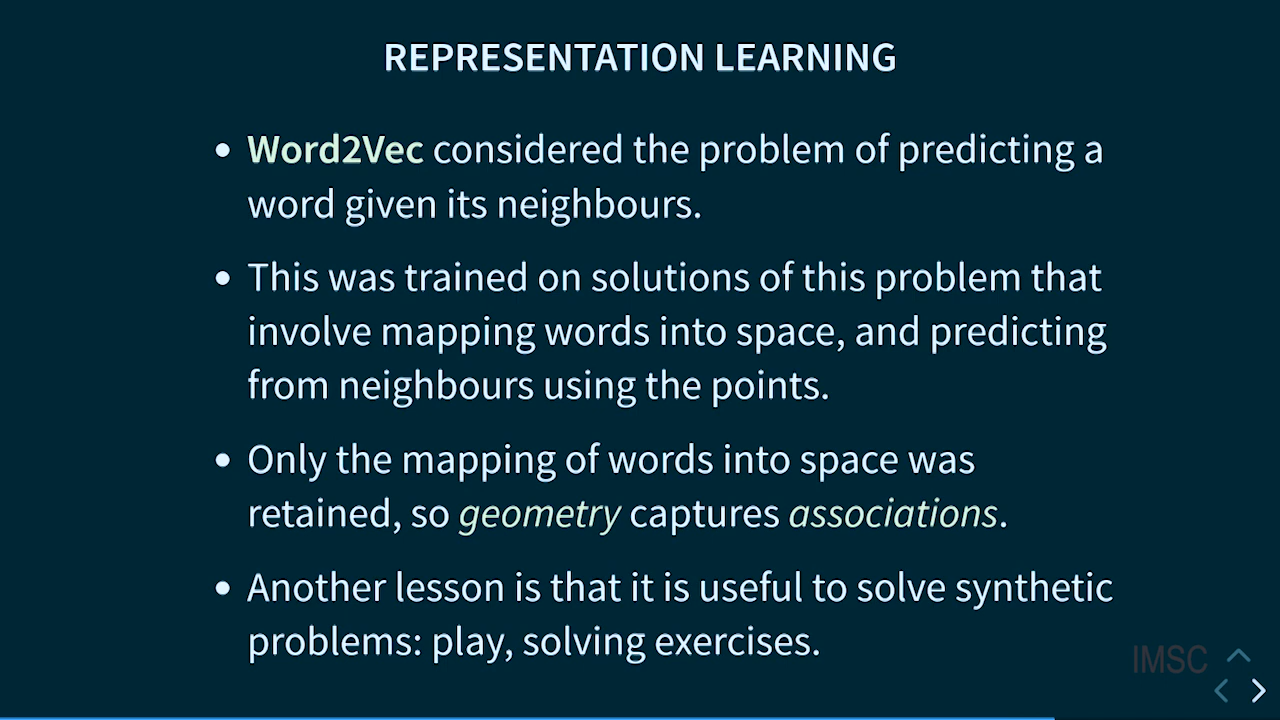 REPRESENTATION LEARNING
• Word2Vec considered the problem of predicting a
word given its neighbours.
• This was trained on solutions of this problem that
involve mapping words into space, and predicting
from neighbours using the points.
• Only the mapping of words into space was
retained, so geometry captures associations.
• Another lesson is that it is useful to solve synthetic
problems: play, solving exercises.
IMSC